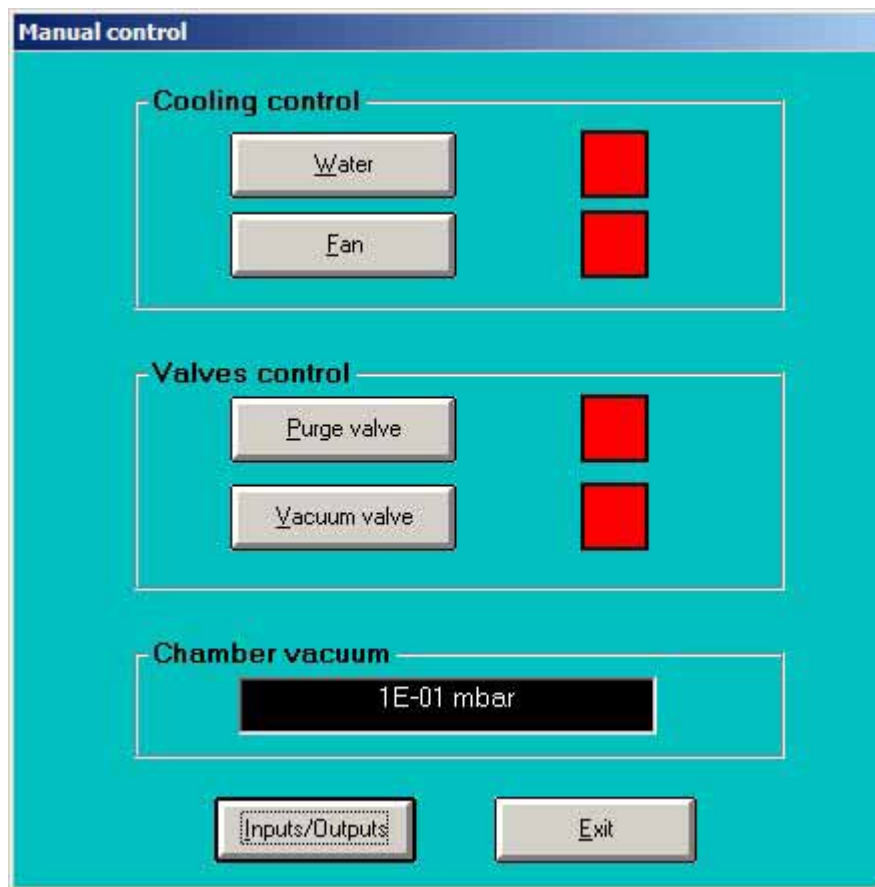 Manual control
Cooling control
Water
Fan
Valves control
Purge valve
Vacuum valve
Chamber vacuum
1E-01 mbar
Inputs/Outputs
Exit